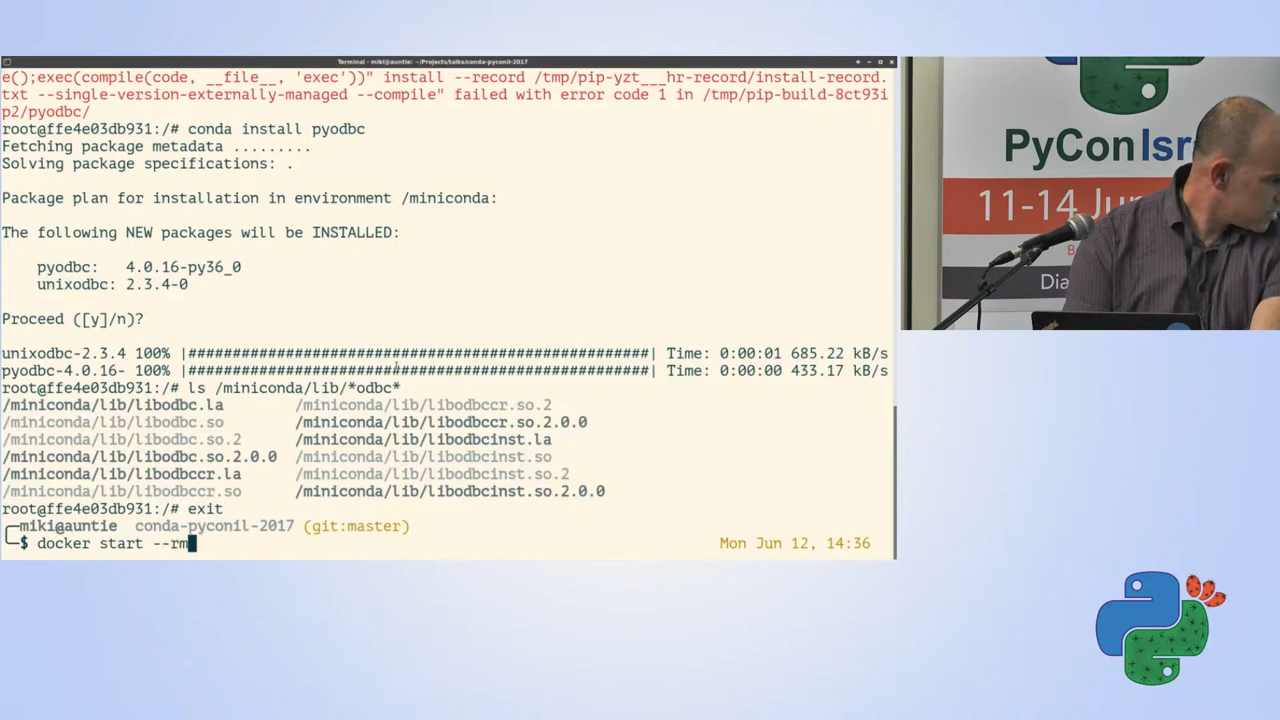 Terminal - miki@auntie: ~/Projects/talks/conda-pyconil-2017
e();exec(compile(code, __file__, 'exec'))" install --record /tmp/pip-yzt___hr-record/install-record.
txt --single-version-externally-managed --compile" failed with error code 1 in /tmp/pip-build-8ct93i
p2/pyodbc/
root@ffe4e03db931:/# conda install pyodbc
Fetching package metadata .........
Solving package specifications: .
Package plan for installation in environment /miniconda:
The following NEW packages will be INSTALLED:
pyodbc: 4.0.16-py36_0
unixodbc: 2.3.4-0
Proceed ([y]/n)?
unixodbc-2.3.4 100% |#####################################################| Time: 0:00:01 685.22 kB/s
pyodbc-4.0.16- 100% |#####################################################| Time: 0:00:00 433.17 kB/s
root@ffe4e03db931:/# ls /miniconda/lib/*odbc*
/miniconda/lib/libodbc.la /miniconda/lib/libodbccr.so.2
/miniconda/lib/libodbc.so /miniconda/lib/libodbccr.so.2.0.0
/miniconda/lib/libodbc.so.2 /miniconda/lib/libodbcinst.la
/miniconda/lib/libodbc.so.2.0.0 /miniconda/lib/libodbcinst.so
/miniconda/lib/libodbccr.la /miniconda/lib/libodbcinst.so.2
/miniconda/lib/libodbccr.so /miniconda/lib/libodbcinst.so.2.0.0
root@ffe4e03db931:/# exit
miki@auntie conda-pyconil-2017 (git:master)
$ docker start --rm Mon Jun 12, 14:36
PyCon Isr
11-14 Ju
Dia